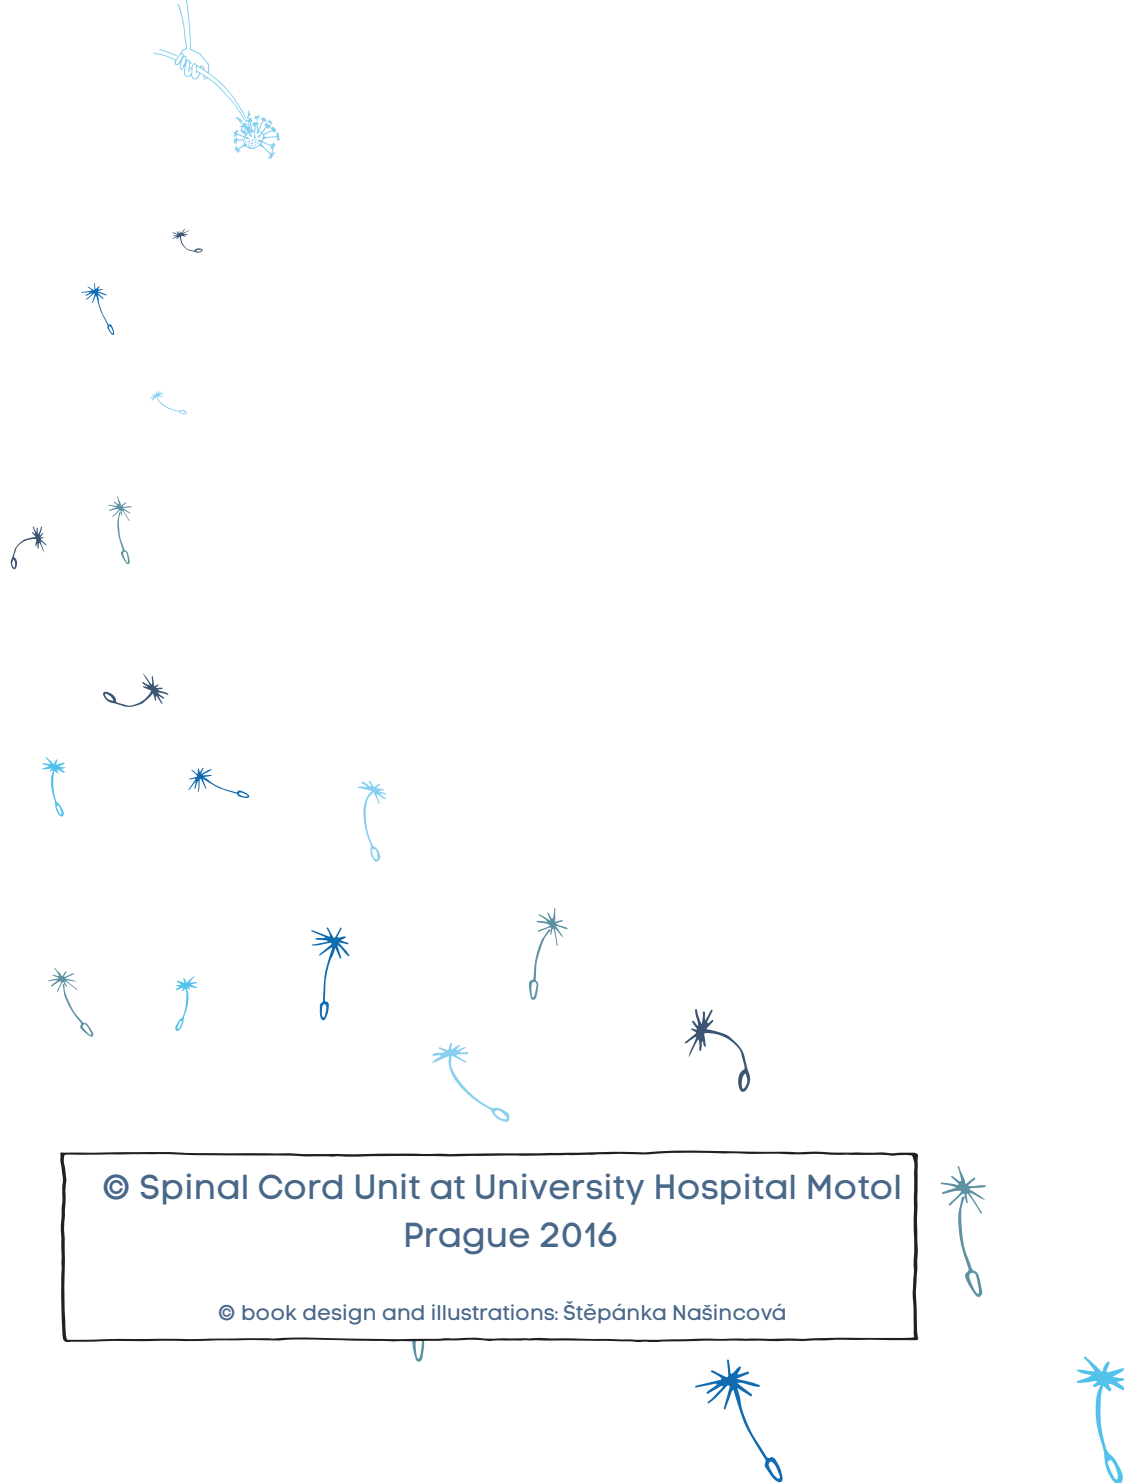 © Spinal Cord Unit at University Hospital Motol
Prague 2016
© book design and illustrations: Štěpánka Našincová